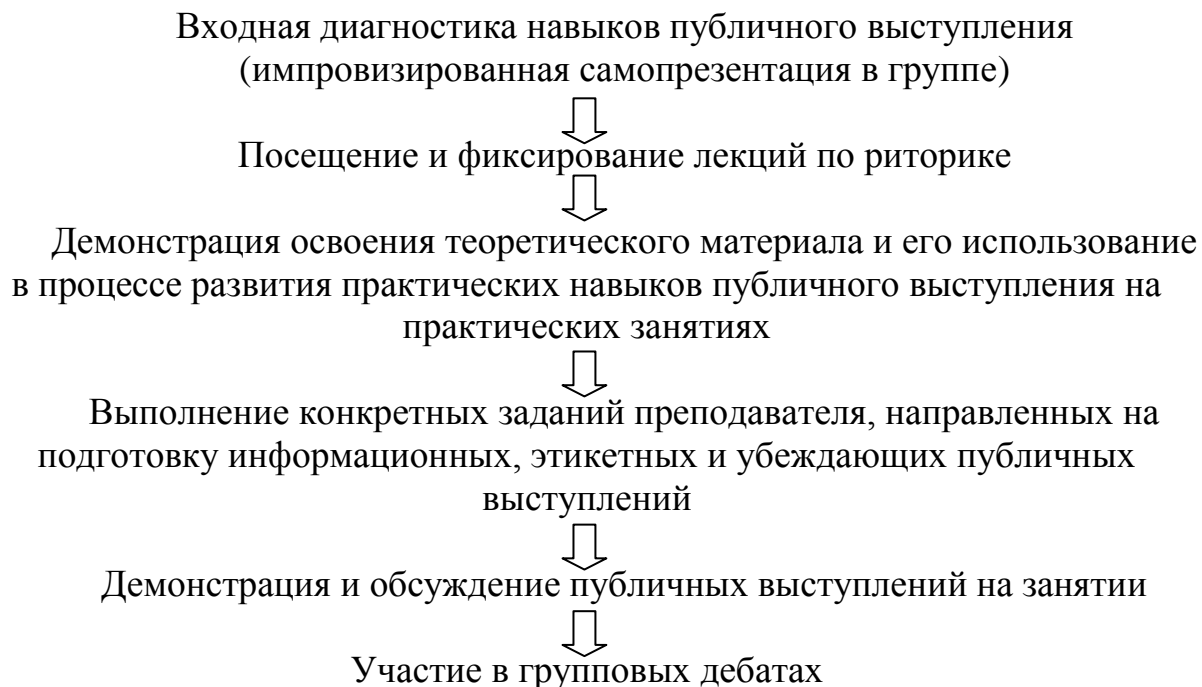 Входная диагностика навыков публичного выступления
(импровизированная самопрезентация в группе)
Посещение и фиксирование лекций по риторике
Демонстрация освоения теоретического материала и его использование
в процессе развития практических навыков публичного выступления на
практических занятиях
Выполнение конкретных заданий преподавателя, направленных на
подготовку информационных, этикетных и убеждающих публичных
выступлений
Демонстрация и обсуждение публичных выступлений на занятии
Участие в групповых дебатах